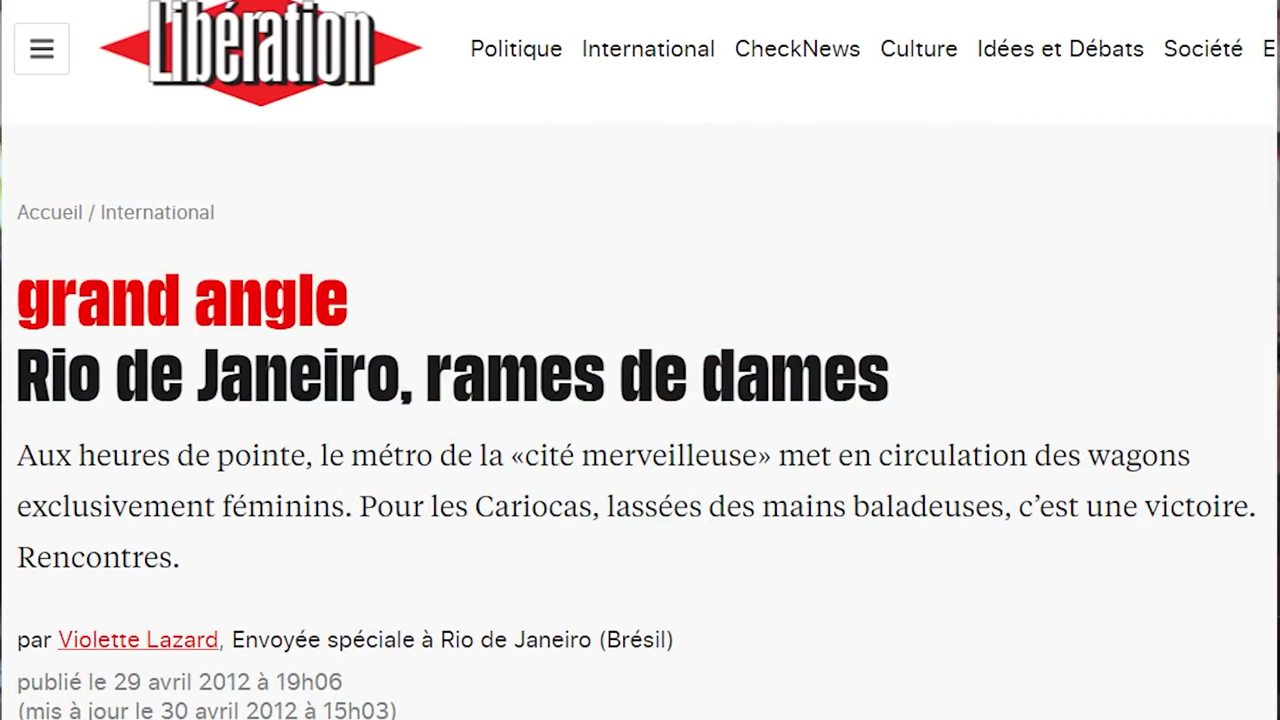 Libération
Politique International CheckNews Culture Idées et Débats Société E
Accueil / International
grand angle
Rio de Janeiro, rames de dames
Aux heures de pointe, le métro de la «cité merveilleuse» met en circulation des wagons
exclusivement féminins. Pour les Cariocas, lassées des mains baladeuses, c’est une victoire.
Rencontres.
par Violette Lazard, Envoyée spéciale à Rio de Janeiro (Brésil)
publié le 29 avril 2012 à 19h06
(mis à jour le 30 avril 2012 à 15h03)